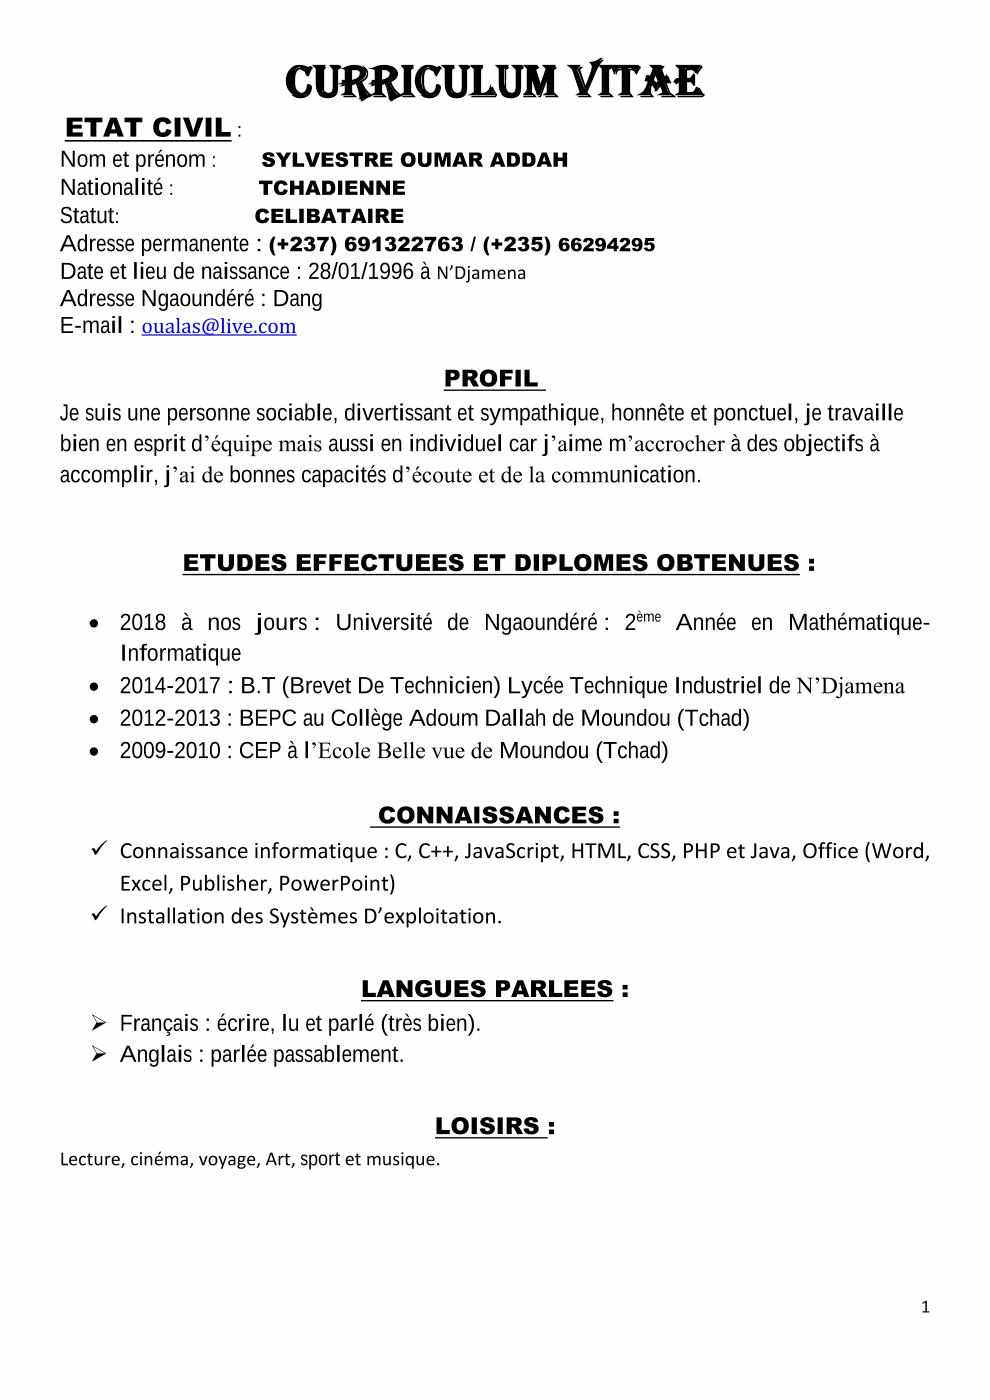 CURRICULUM VITAE
ETAT CIVIL :
Nom et prénom : SYLVESTRE OUMAR ADDAH
Nationalité : TCHADIENNE
Statut: CELIBATAIRE
Adresse permanente : (+237) 691322763 / (+235) 66294295
Date et lieu de naissance : 28/01/1996 à N’Djamena
Adresse Ngaoundéré : Dang
E-mail : oualas@live.com
PROFIL
Je suis une personne sociable, divertissant et sympathique, honnête et ponctuel, je travaille
bien en esprit d’équipe mais aussi en individuel car j’aime m’accrocher à des objectifs à
accomplir, j’ai de bonnes capacités d’écoute et de la communication.
ETUDES EFFECTUEES ET DIPLOMES OBTENUES :
• 2018 à nos jours : Université de Ngaoundéré : 2ème Année en Mathématique-
Informatique
• 2014-2017 : B.T (Brevet De Technicien) Lycée Technique Industriel de N’Djamena
• 2012-2013 : BEPC au Collège Adoum Dallah de Moundou (Tchad)
• 2009-2010 : CEP à l’Ecole Belle vue de Moundou (Tchad)
CONNAISSANCES :
✓ Connaissance informatique : C, C++, JavaScript, HTML, CSS, PHP et Java, Office (Word,
Excel, Publisher, PowerPoint)
✓ Installation des Systèmes D’exploitation.
LANGUES PARLEES :
➢ Français : écrire, lu et parlé (très bien).
➢ Anglais : parlée passablement.
LOISIRS :
Lecture, cinéma, voyage, Art, sport et musique.
1